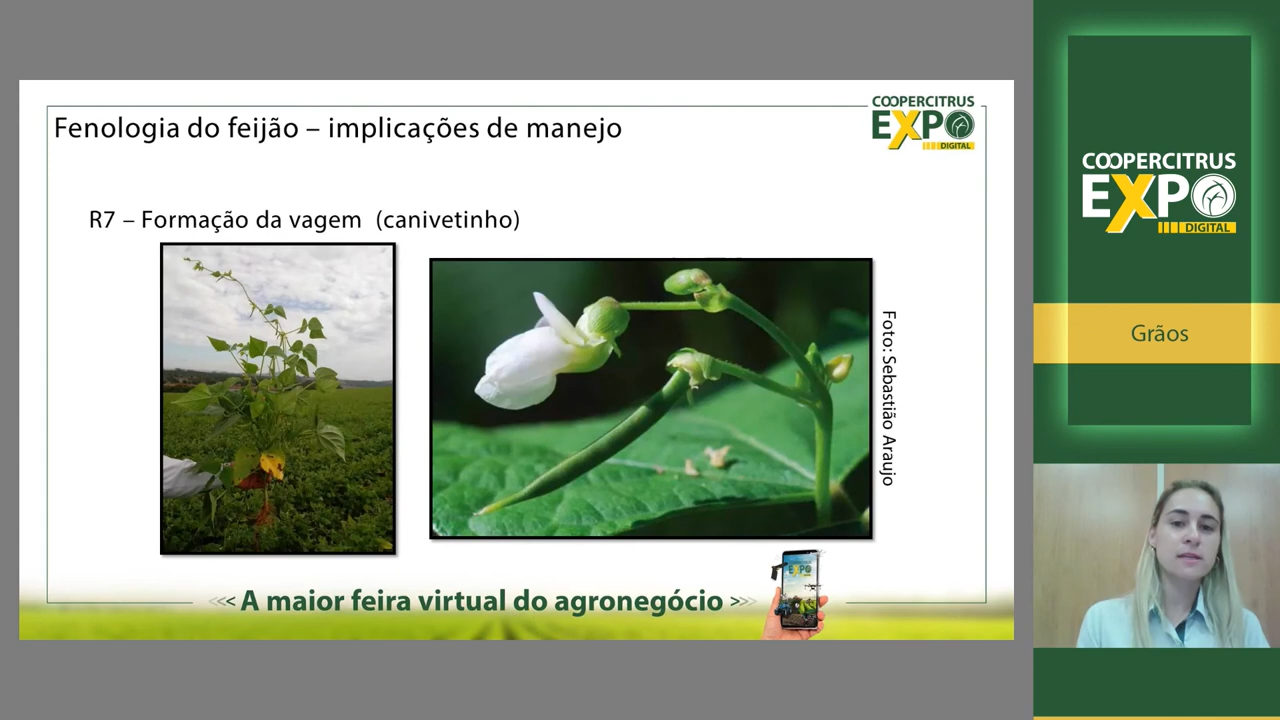 Fenologia do feijão – implicações de manejo
COOPERCITRUS
EXPO
DIGITAL
R7 – Formação da vagem (canivetinho)
Foto: Sebastião Araujo
<<< A maior feira virtual do agronegócio >>>
COOPERCITRUS
EXPO
DIGITAL
Grãos